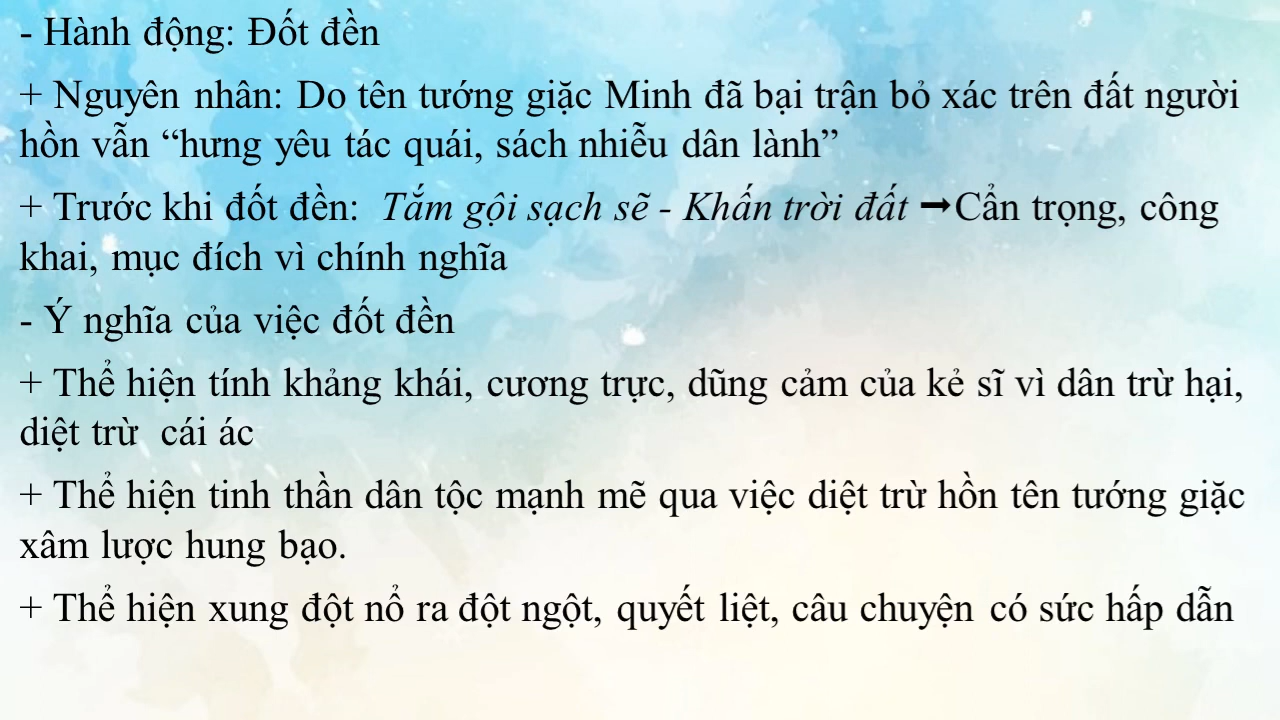 - Hành động: Đốt đền
+ Nguyên nhân: Do tên tướng giặc Minh đã bại trận bỏ xác trên đất người
hồn vẫn “hưng yêu tác quái, sách nhiễu dân lành”
+ Trước khi đốt đền:  Tắm gội sạch sẽ - Khấn trời đất ➞Cẩn trọng, công
khai, mục đích vì chính nghĩa
- Ý nghĩa của việc đốt đền
+ Thể hiện tính khảng khái, cương trực, dũng cảm của kẻ sĩ vì dân trừ hại,
diệt trừ  cái ác
+ Thể hiện tinh thần dân tộc mạnh mẽ qua việc diệt trừ hồn tên tướng giặc
xâm lược hung bạo.
+ Thể hiện xung đột nổ ra đột ngột, quyết liệt, câu chuyện có sức hấp dẫn